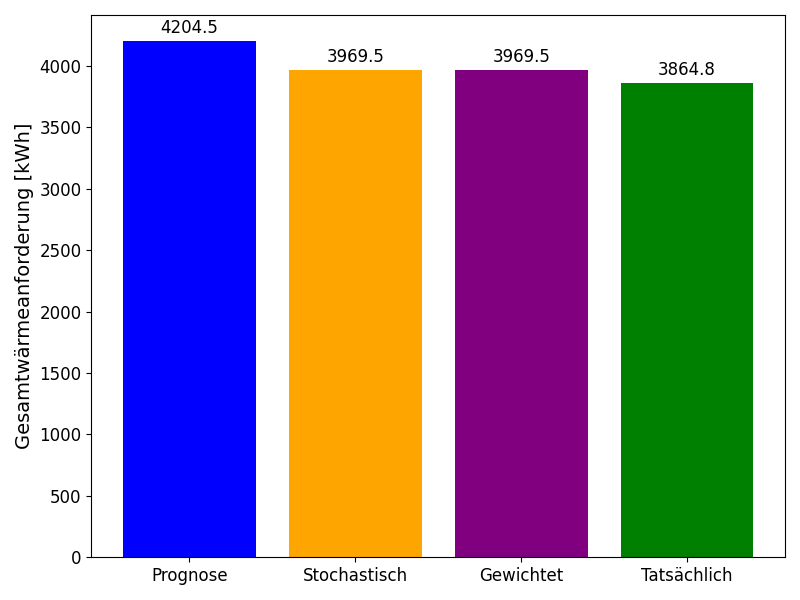 4204.5
3969.5
3969.5
3864.8
Gesamtwärmeanforderung [kWh]
4000
3500
3000
2500
2000
1500
1000
500
0
Prognose
Stochastisch
Gewichtet
Tatsächlich